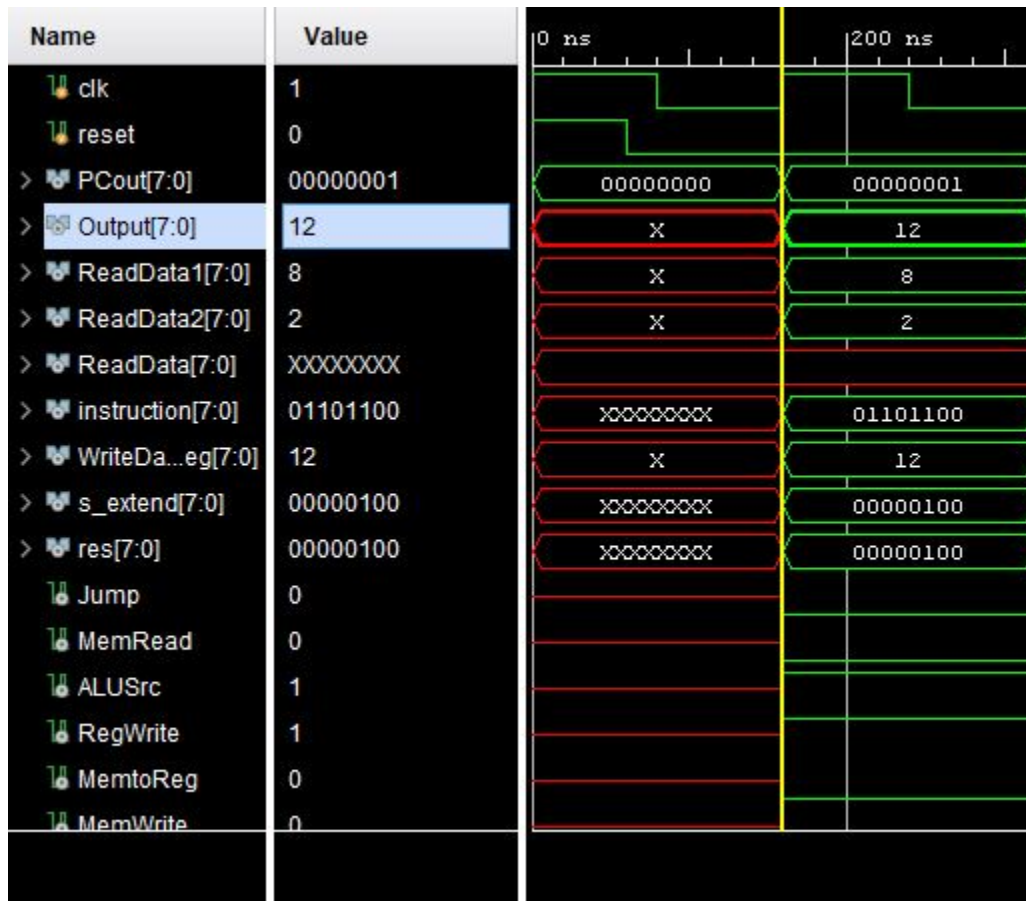 Name Value 0 ns 200 ns
clk 1
reset 0
PCout[7:0] 00000001 00000000 00000001
Output[7:0] 12 X 12
ReadData1[7:0] 8 X 8
ReadData2[7:0] 2 X 2
ReadData[7:0] XXXXXXXX
instruction[7:0] 01101100 XXXXXXXX 01101100
WriteDa...eg[7:0] 12 X 12
s_extend[7:0] 00000100 XXXXXXXX 00000100
res[7:0] 00000100 XXXXXXXX 00000100
Jump 0
MemRead 0
ALUSrc 1
RegWrite 1
MemtoReg 0
MemWrite 0